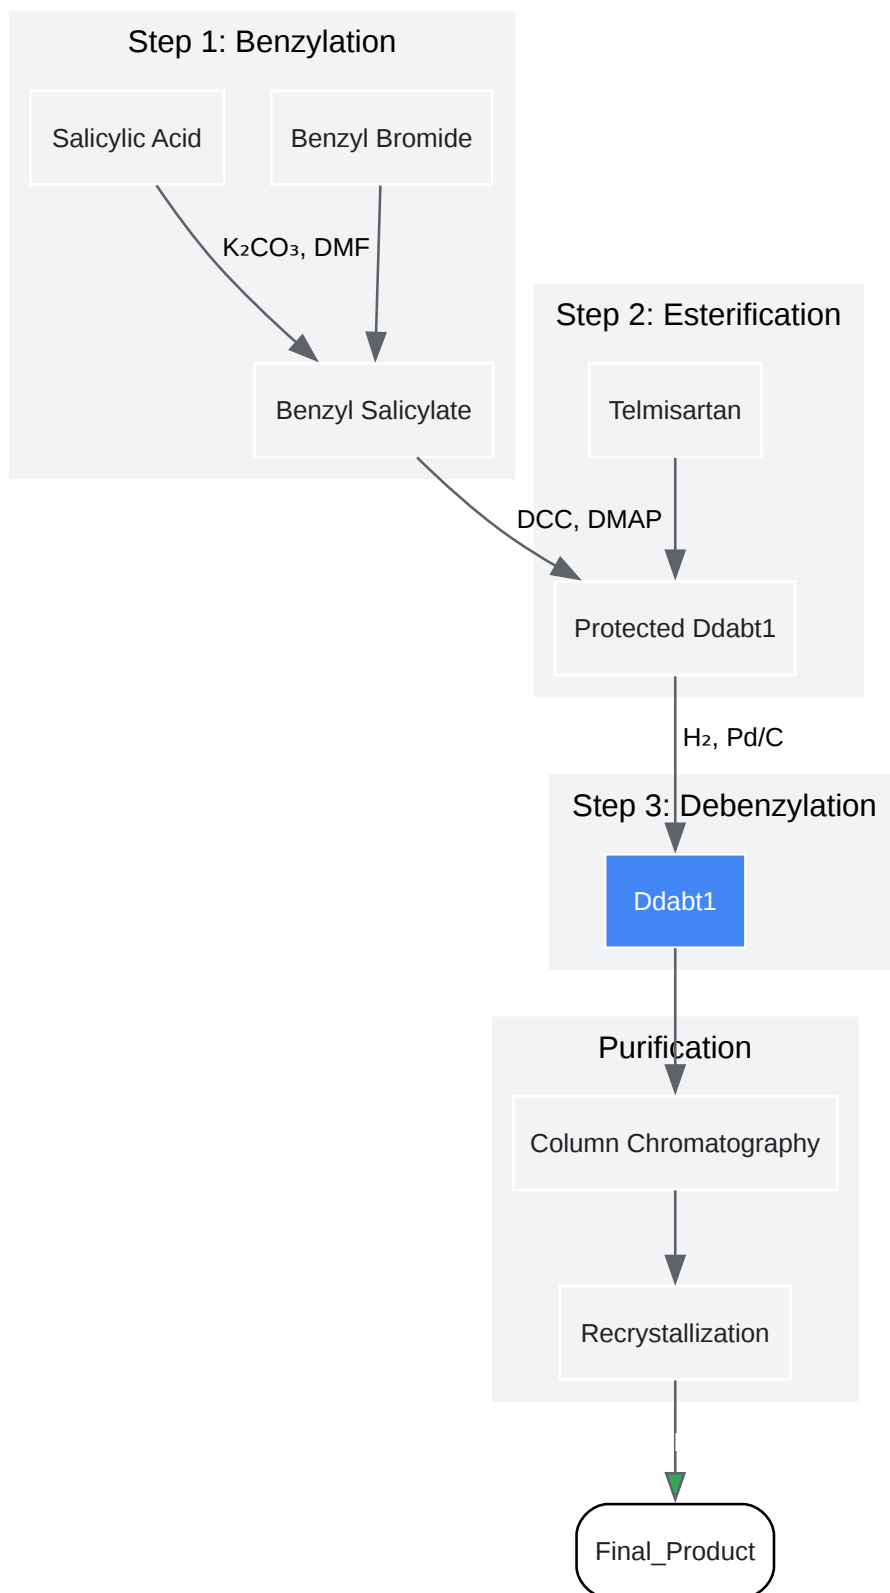 Step 1: Benzylation
Salicylic Acid
Benzyl Bromide
K₂CO₃, DMF
Benzyl Salicylate
Step 2: Esterification
Telmisartan
DCC, DMAP
Protected Ddabt1
H₂, Pd/C
Step 3: Debenzylation
Ddabt1
Purification
Column Chromatography
Recrystallization
Final_Product